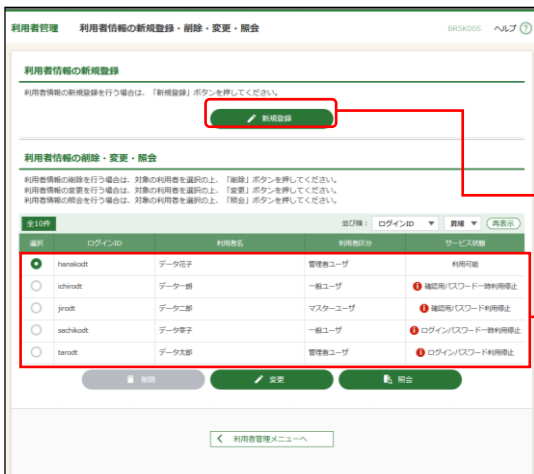 利用者管理 利用者情報の新規登録・削除・変更・照会 BRSK005 ヘルプ ?
利用者情報の新規登録
利用者情報の新規登録を行う場合は、「新規登録」ボタンを押してください。
新規登録
利用者情報の削除・変更・照会
利用者情報の削除を行う場合は、対象の利用者を選択の上、「削除」ボタンを押してください。
利用者情報の変更を行う場合は、対象の利用者を選択の上、「変更」ボタンを押してください。
利用者情報の照会を行う場合は、対象の利用者を選択の上、「照会」ボタンを押してください。
全10件 並び順: ログインID ▼ 昇順 ▼ 再表示
選択 ログインID 利用者名 利用者区分 サービス状態
hanakodt データ花子 管理者ユーザ 利用可能
ichirodt データ一郎 一般ユーザ 確認用パスワード一時利用停止
jirodt データ二郎 マスターユーザ 確認用パスワード利用停止
sachikodt データ幸子 一般ユーザ ログインパスワード一時利用停止
tarodt データ太郎 管理者ユーザ ログインパスワード利用停止
削除 変更 照会
利用者管理メニューへ